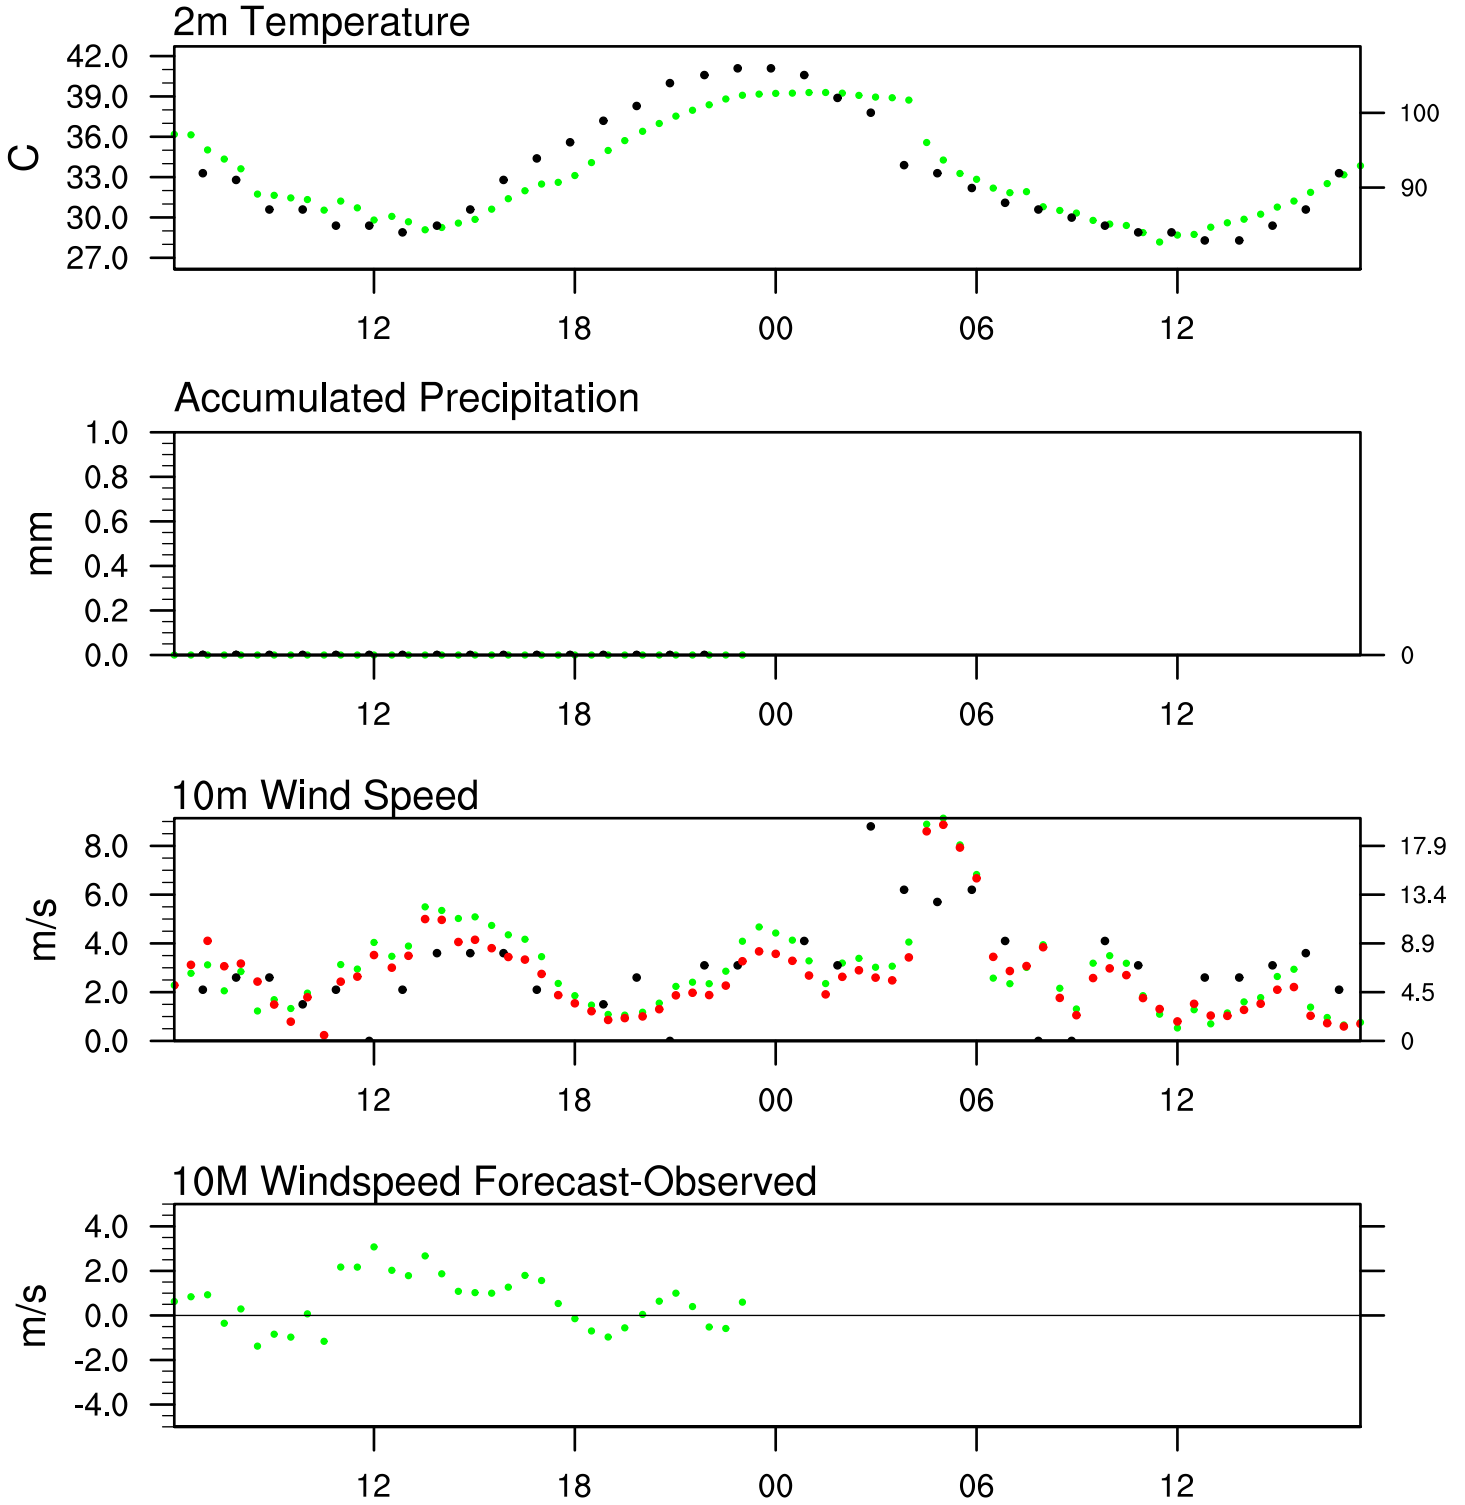 2m Temperature
42.0
39.0
36.0
33.0
30.0
27.0
C
100
90
12 18 00 06 12
Accumulated Precipitation
1.0
0.8
0.6
0.4
0.2
0.0
mm
0
12 18 00 06 12
10m Wind Speed
8.0
6.0
4.0
2.0
0.0
m/s
17.9
13.4
8.9
4.5
0
12 18 00 06 12
10M Windspeed Forecast-Observed
4.0
2.0
0.0
-2.0
-4.0
m/s
12 18 00 06 12